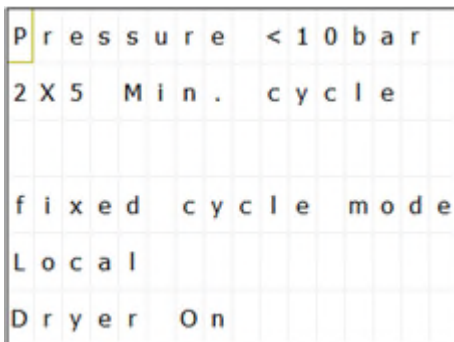 Pressure <10bar
2X5 Min. cycle
fixed cycle mode
Local
Dryer On